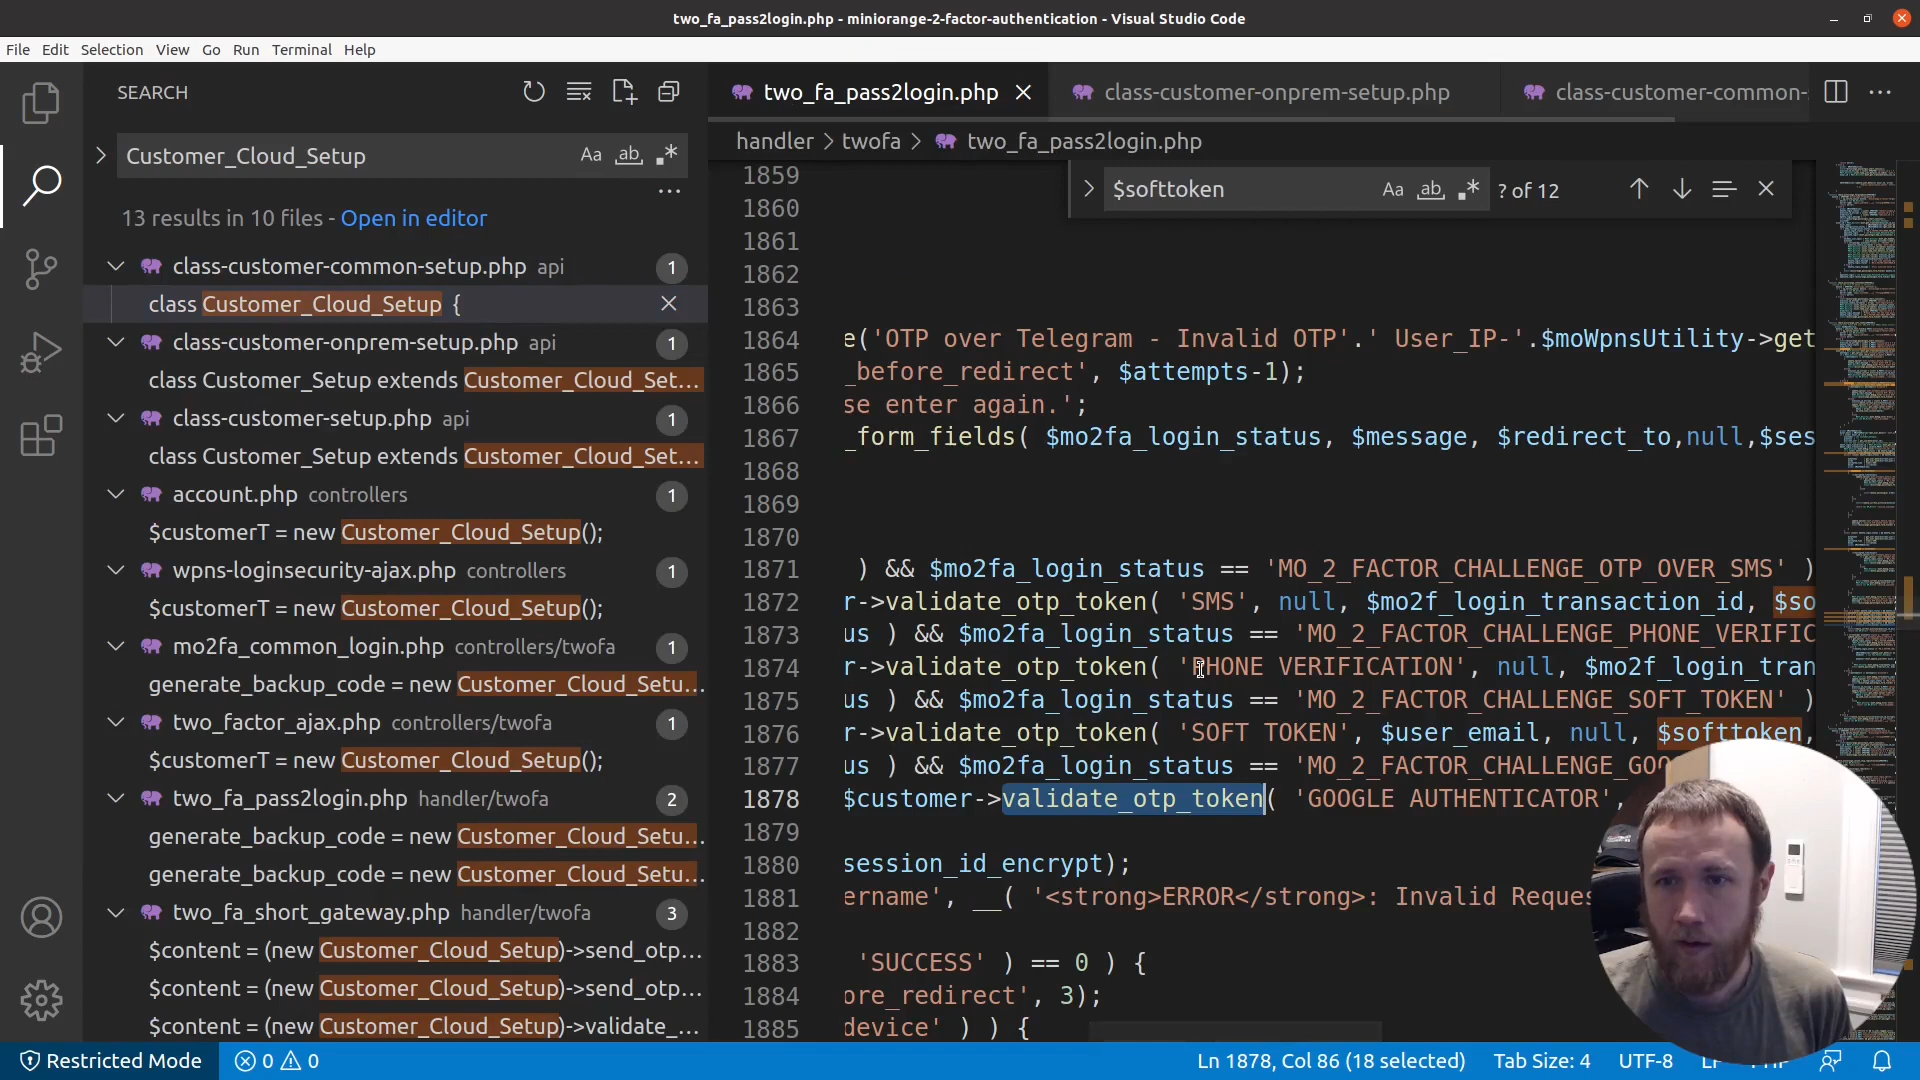 two_fa_pass2login.php - miniorange-2-factor-authentication - Visual Studio Code
File Edit Selection View Go Run Terminal Help
SEARCH
Customer_Cloud_Setup
Aa ab .*
13 results in 10 files - Open in editor
class-customer-common-setup.php api 1
class Customer_Cloud_Setup {
class-customer-onprem-setup.php api 1
class Customer_Setup extends Customer_Cloud_Set...
class-customer-setup.php api 1
class Customer_Setup extends Customer_Cloud_Set...
account.php controllers 1
$customerT = new Customer_Cloud_Setup();
wpns-loginsecurity-ajax.php controllers 1
$customerT = new Customer_Cloud_Setup();
mo2fa_common_login.php controllers/twofa 1
generate_backup_code = new Customer_Cloud_Setu...
two_factor_ajax.php controllers/twofa 1
$customerT = new Customer_Cloud_Setup();
two_fa_pass2login.php handler/twofa 2
generate_backup_code = new Customer_Cloud_Setu...
generate_backup_code = new Customer_Cloud_Setu...
two_fa_short_gateway.php handler/twofa 3
$content = (new Customer_Cloud_Setup)->send_otp...
$content = (new Customer_Cloud_Setup)->send_otp...
$content = (new Customer_Cloud_Setup)->validate_...
two_fa_pass2login.php class-customer-onprem-setup.php class-customer-common-
handler > twofa > two_fa_pass2login.php
$softtoken Aa ab .* ? of 12
1859
1860
1861
1862
1863
1864 e('OTP over Telegram - Invalid OTP'.' User_IP-'.$moWpnsUtility->get
1865 _before_redirect', $attempts-1);
1866 se enter again.';
1867 _form_fields( $mo2fa_login_status, $message, $redirect_to,null,$ses
1868
1869
1870
1871 ) && $mo2fa_login_status == 'MO_2_FACTOR_CHALLENGE_OTP_OVER_SMS' )
1872 r->validate_otp_token( 'SMS', null, $mo2f_login_transaction_id, $so
1873 us ) && $mo2fa_login_status == 'MO_2_FACTOR_CHALLENGE_PHONE_VERIFIC
1874 r->validate_otp_token( 'PHONE VERIFICATION', null, $mo2f_login_tran
1875 us ) && $mo2fa_login_status == 'MO_2_FACTOR_CHALLENGE_SOFT_TOKEN' )
1876 r->validate_otp_token( 'SOFT TOKEN', $user_email, null, $softtoken,
1877 us ) && $mo2fa_login_status == 'MO_2_FACTOR_CHALLENGE_GOO
1878 $customer->validate_otp_token( 'GOOGLE AUTHENTICATOR',
1879
1880 session_id_encrypt);
1881 ername', __( '<strong>ERROR</strong>: Invalid Reques
1882
1883 'SUCCESS' ) == 0 ) {
1884 ore_redirect', 3);
1885 device' ) ) {
Restricted Mode 0 0 Ln 1878, Col 86 (18 selected) Tab Size: 4 UTF-8